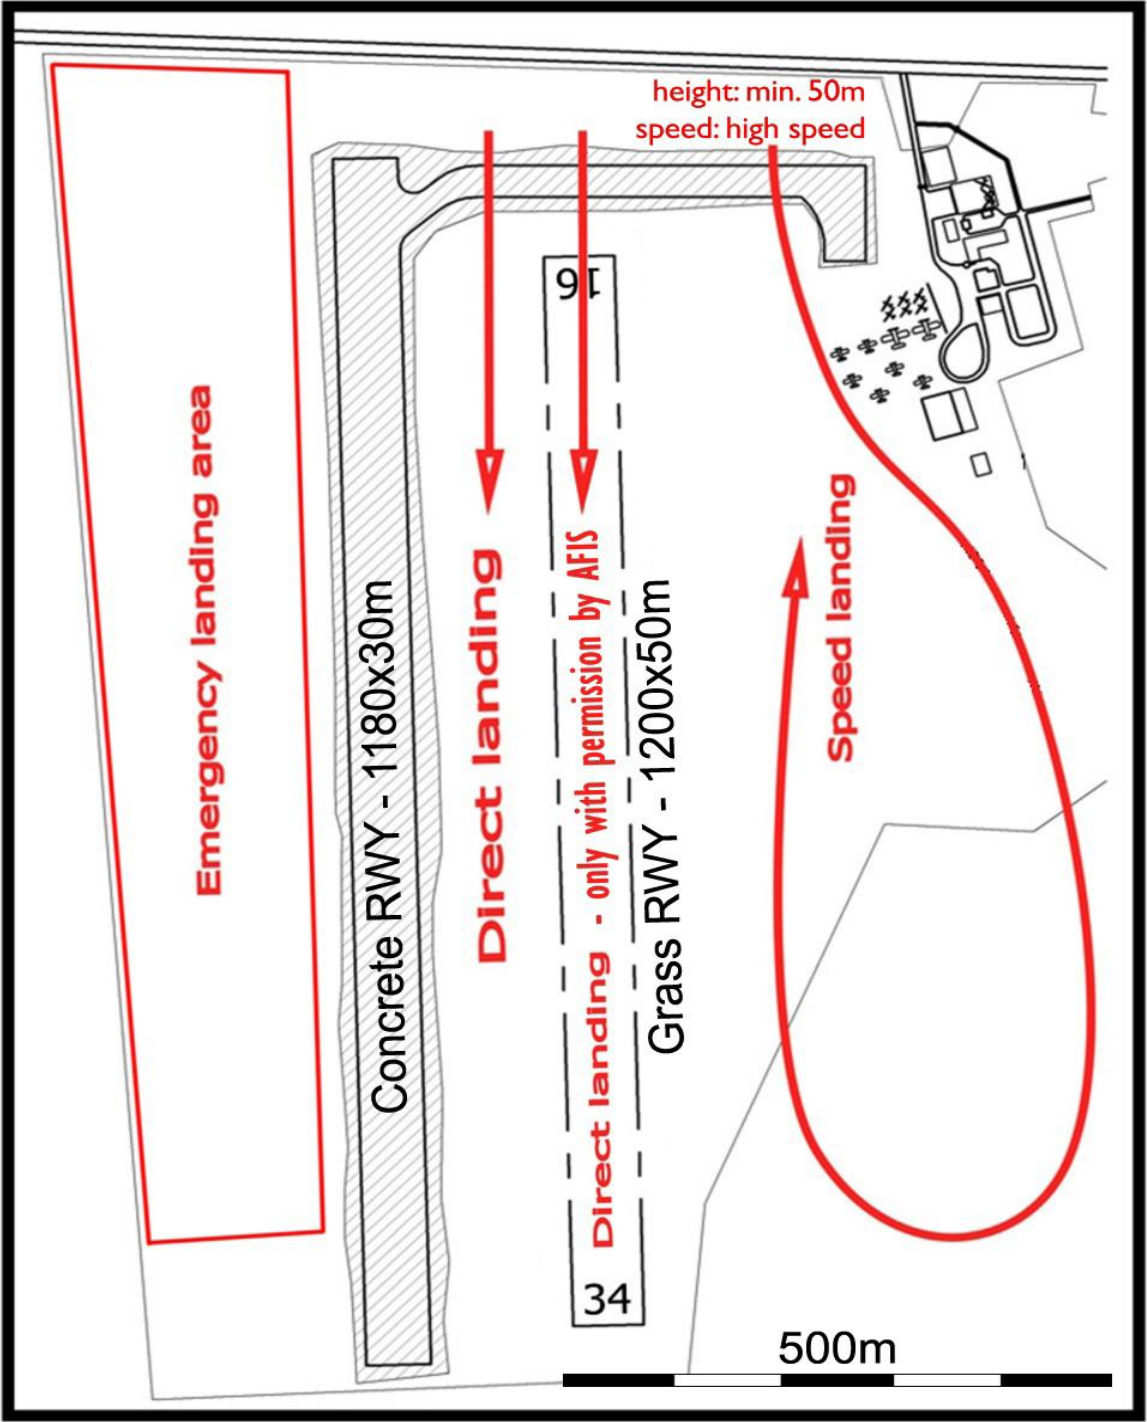 height: min. 50m
speed: high speed
16
Emergency landing area
Concrete RWY - 1180x30m
Direct landing
Direct landing - only with permission by AFIS
Grass RWY - 1200x50m
Speed landing
34
500m